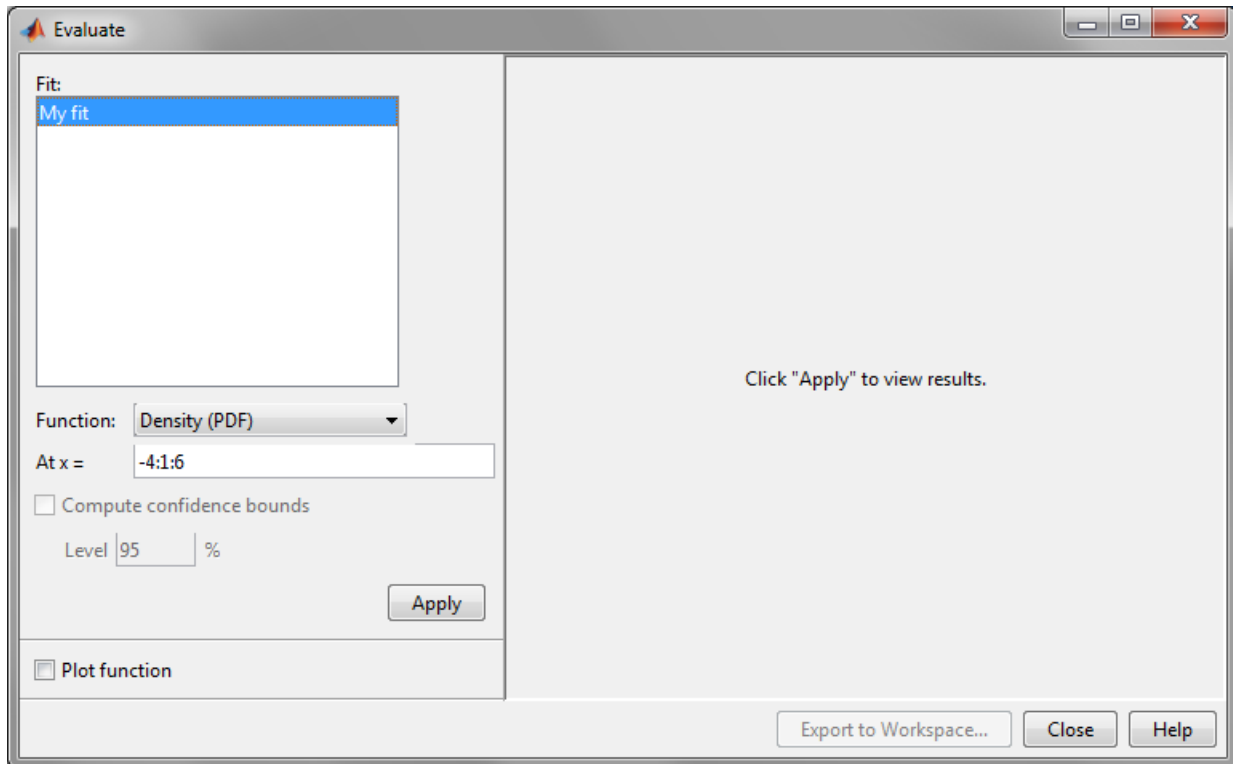 Evaluate
Fit:
My fit
Function: Density (PDF)
At x = -4:1:6
Compute confidence bounds
Level 95 %
Apply
Plot function
Click "Apply" to view results.
Export to Workspace... Close Help